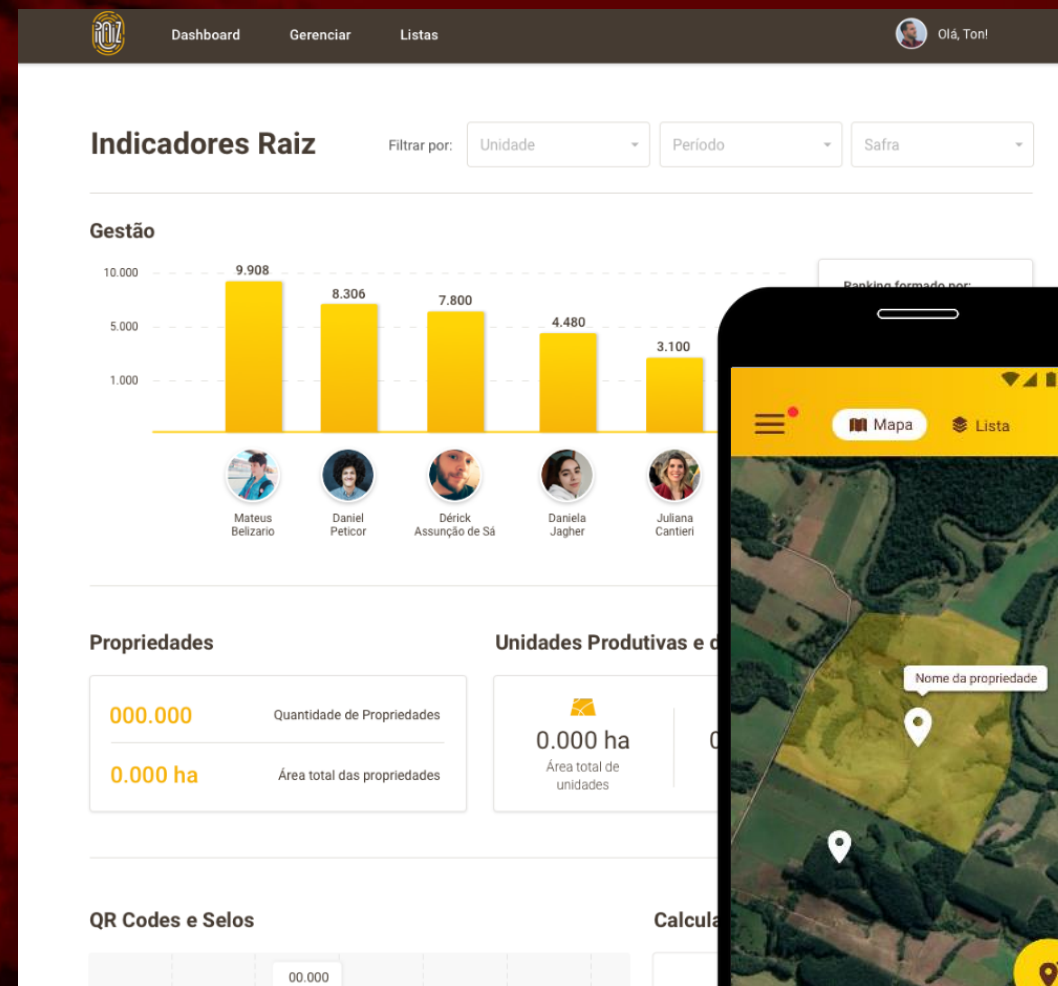 RAIZ
Dashboard
Gerenciar
Listas
Olá, Ton!
Indicadores Raiz
Filtrar por:
Unidade
Período
Safra
Gestão
10.000
5.000
1.000
9.908
8.306
7.800
4.480
3.100
Ranking formado por:
Mateus
Belizario
Daniel
Peticor
Dérick
Assunção de Sá
Daniela
Jagher
Juliana
Cantieri
Propriedades
000.000
Quantidade de Propriedades
0.000 ha
Área total das propriedades
Unidades Produtivas e
0.000 ha
Área total de
unidades
QR Codes e Selos
00.000
Mapa
Lista
Nome da propriedade